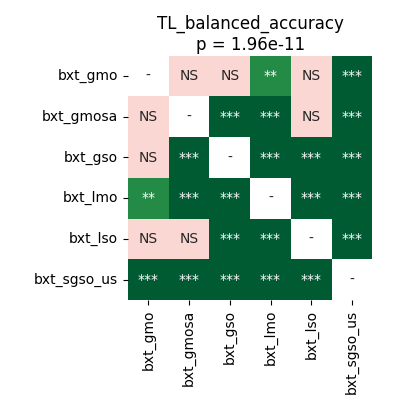 TL_balanced_accuracy
p = 1.96e-11
bxt_gmo - NS NS ** NS ***
bxt_gmosa NS - *** *** NS ***
bxt_gso NS *** - *** *** ***
bxt_lmo ** *** *** - *** ***
bxt_lso NS NS *** *** - ***
bxt_sgso_us *** *** *** *** *** -
bxt_gmo
bxt_gmosa
bxt_gso
bxt_lmo
bxt_lso
bxt_sgso_us